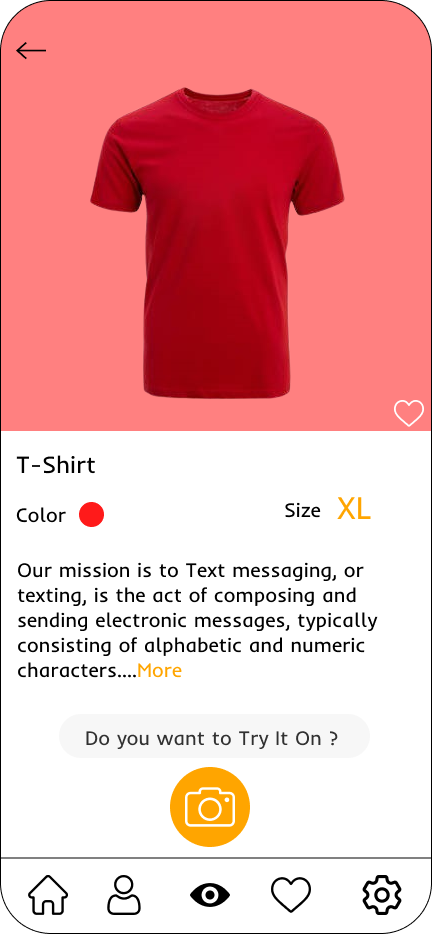 T-Shirt
Color
Size XL
Our mission is to Text messaging, or
texting, is the act of composing and
sending electronic messages, typically
consisting of alphabetic and numeric
characters....More
Do you want to Try It On ?